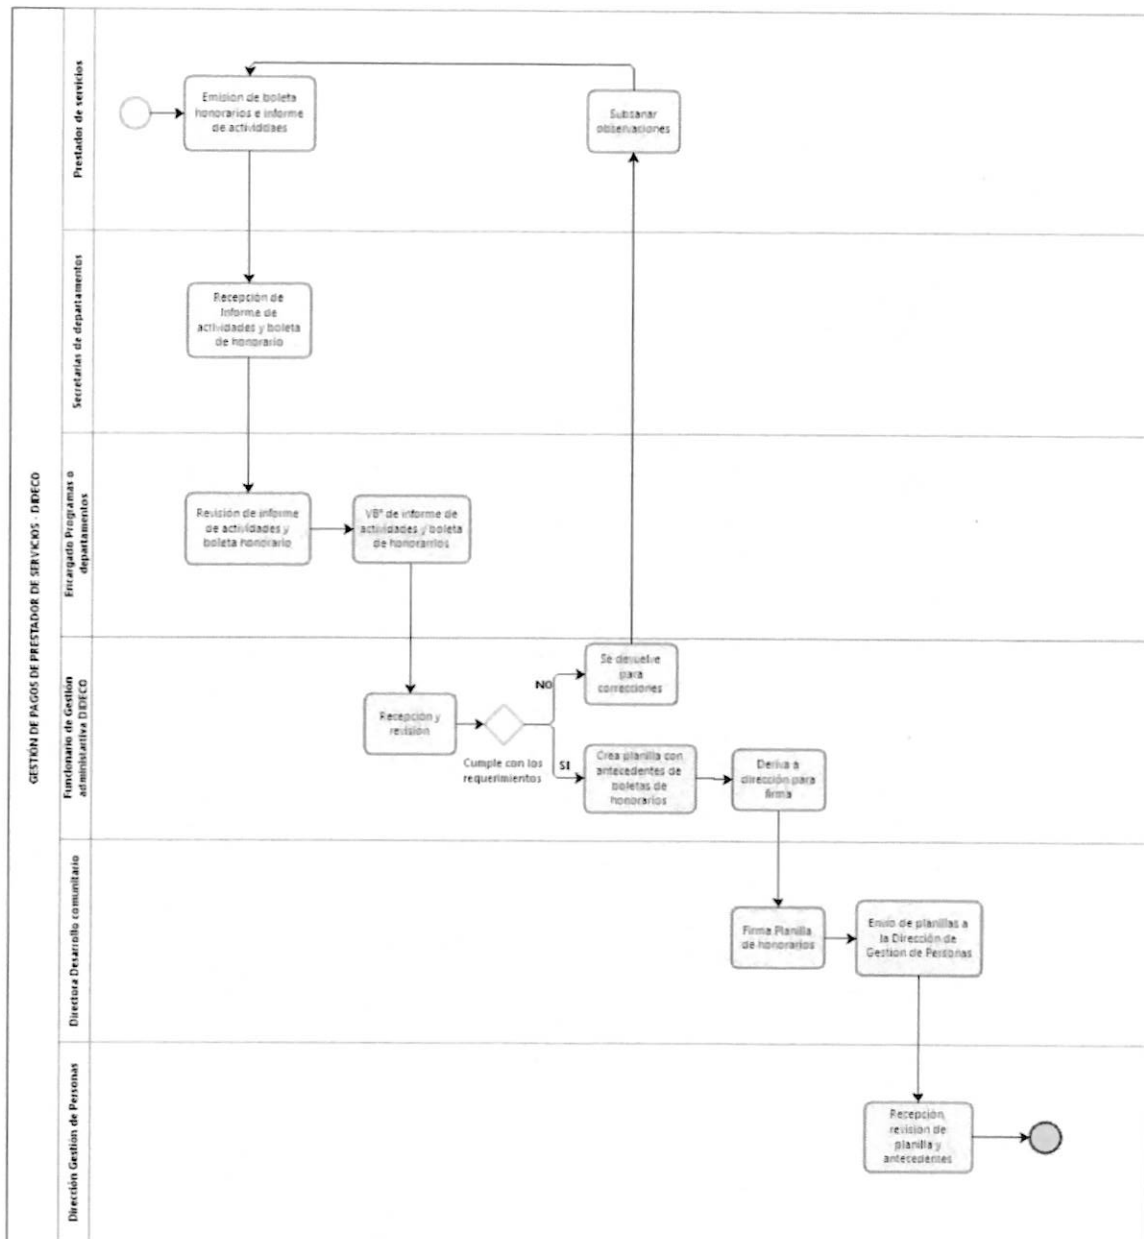 GESTIÓN DE PAGOS DE PRESTADOR DE SERVICIOS - DIDECO
Prestador de servicios
Emisión de boleta
honorarios e informe
de activididaes
Subsanar
observaciones
Secretarias de departamentos
Recepción de
Informe de
actividades y boleta
de honorario
Encargado Programas o
departamentos
Revisión de informe
de actividades y
boleta honorario
VB° de informe de
actividades y boleta
de honorarrios
Funcionario de Gestión
administartiva DIDECO
Recepción y
revisión
Cumple con los
requerimientos
NO
Se devuelve
para
correcciones
SI
Crea planilla con
antecedentes de
boletas de
honorarios
Deriva a
dirección para
firma
Directora Desarrollo comunitario
Firma Planilla
de honorarios
Envío de planillas a
la Dirección de
Gestión de Personas
Dirección Gestión de Personas
Recepción,
revisión de
planilla y
antecedentes